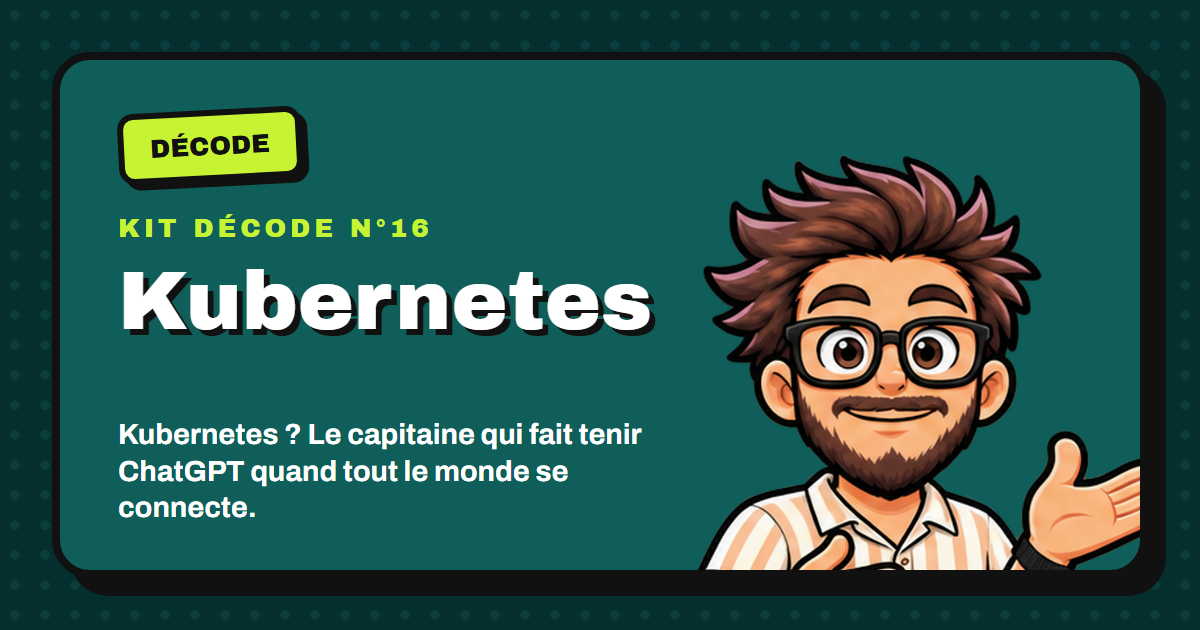 DÉCODE
KIT DÉCODE N°16
Kubernetes
Kubernetes ? Le capitaine qui fait tenir
ChatGPT quand tout le monde se
connecte.